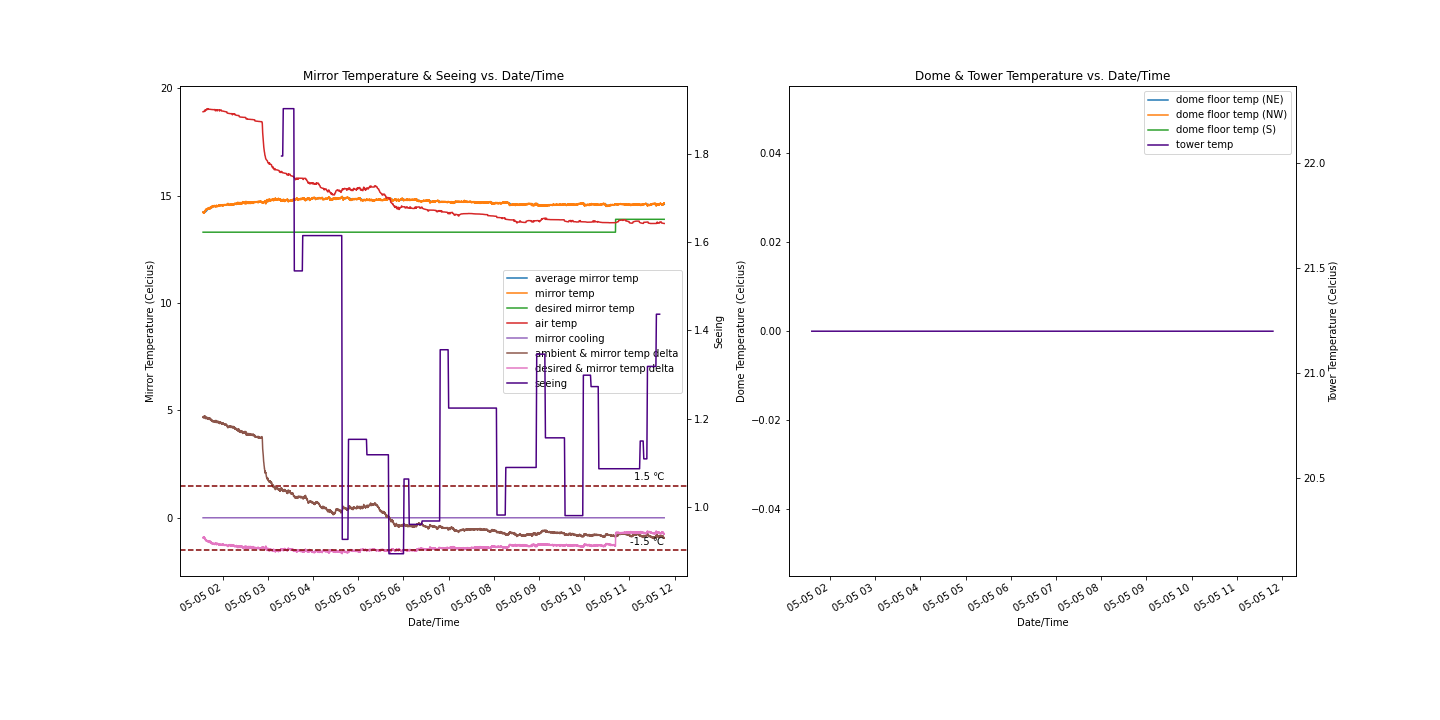 Mirror Temperature & Seeing vs. Date/Time
Mirror Temperature (Celcius)
20
15
10
5
0
1.8
1.6
1.4
1.2
1.0
Seeing
average mirror temp
mirror temp
desired mirror temp
air temp
mirror cooling
ambient & mirror temp delta
desired & mirror temp delta
seeing
1.5 °C
-1.5 °C
05-05 02
05-05 03
05-05 04
05-05 05
05-05 06
05-05 07
05-05 08
05-05 09
05-05 10
05-05 11
05-05 12
Date/Time
Dome & Tower Temperature vs. Date/Time
Dome Temperature (Celcius)
0.04
0.02
0.00
−0.02
−0.04
dome floor temp (NE)
dome floor temp (NW)
dome floor temp (S)
tower temp
22.0
21.5
21.0
20.5
Tower Temperature (Celcius)
05-05 02
05-05 03
05-05 04
05-05 05
05-05 06
05-05 07
05-05 08
05-05 09
05-05 10
05-05 11
05-05 12
Date/Time